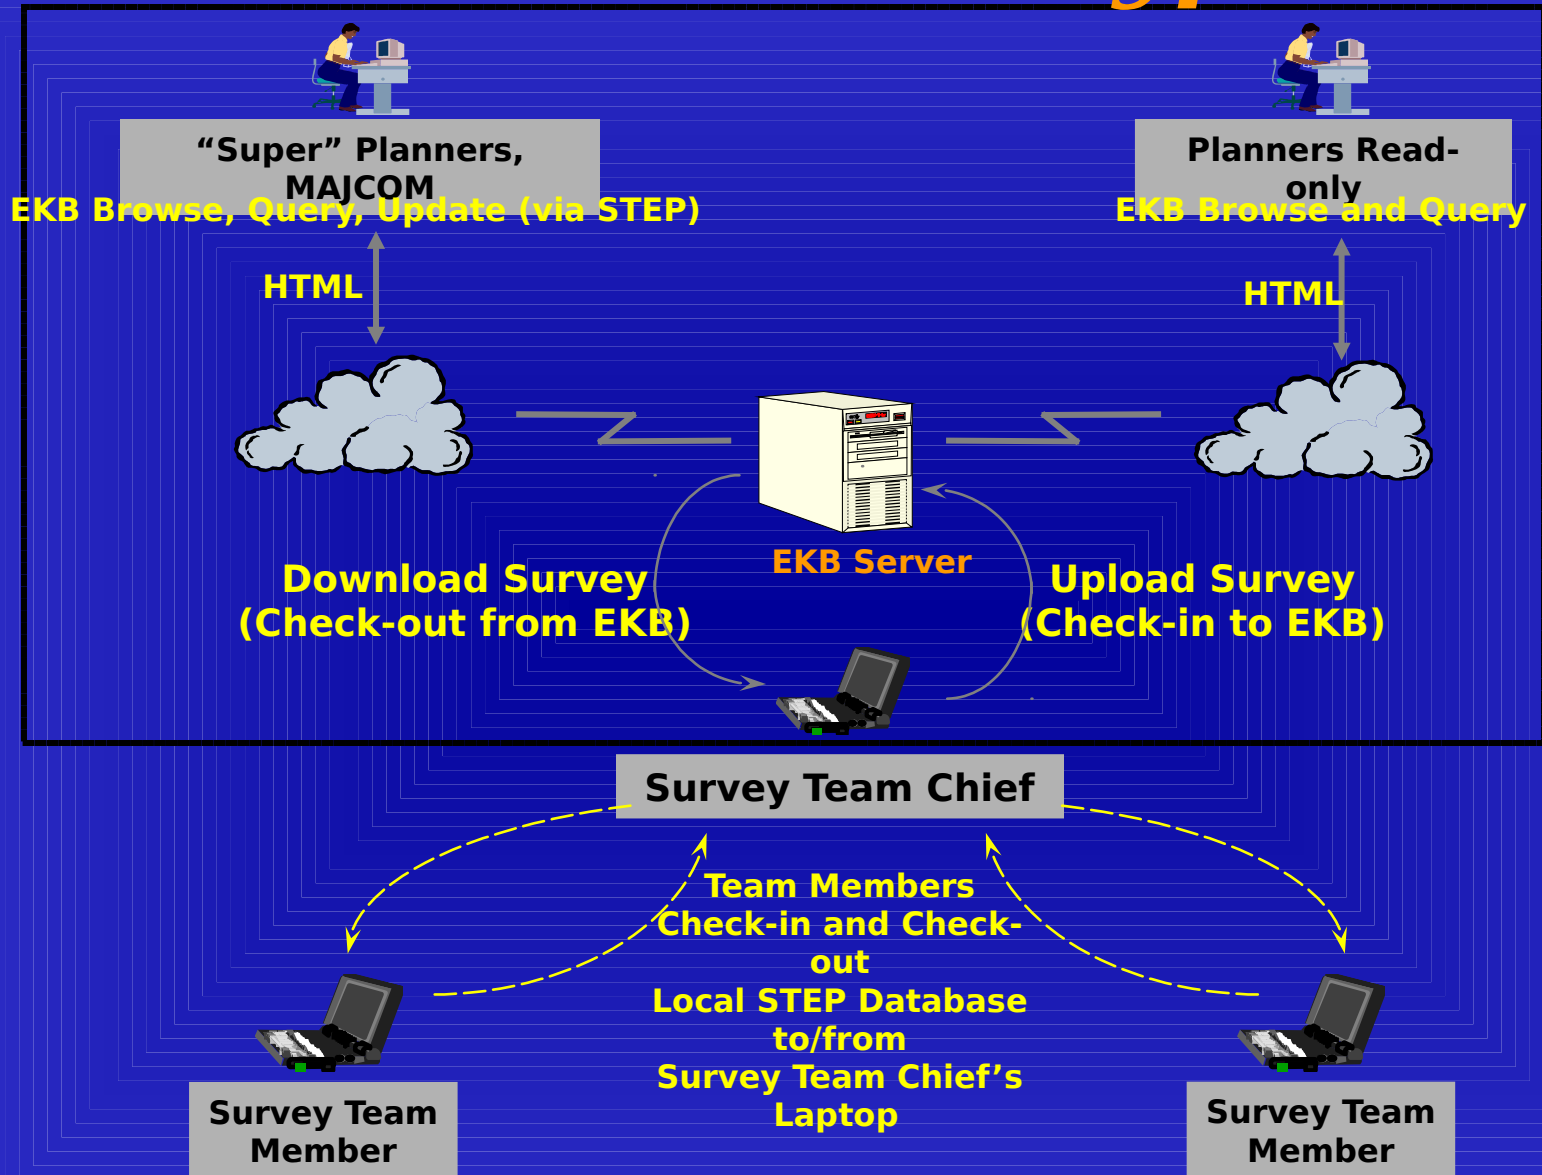 “Super” Planners,
MAJCOM
EKB Browse, Query, Update (via STEP)
Planners Read-
only
EKB Browse and Query
HTML
HTML
EKB Server
Download Survey
(Check-out from EKB)
Upload Survey
(Check-in to EKB)
Survey Team Chief
Team Members
Check-in and Check-
out
Local STEP Database
to/from
Survey Team Chief’s
Laptop
Survey Team
Member
Survey Team
Member